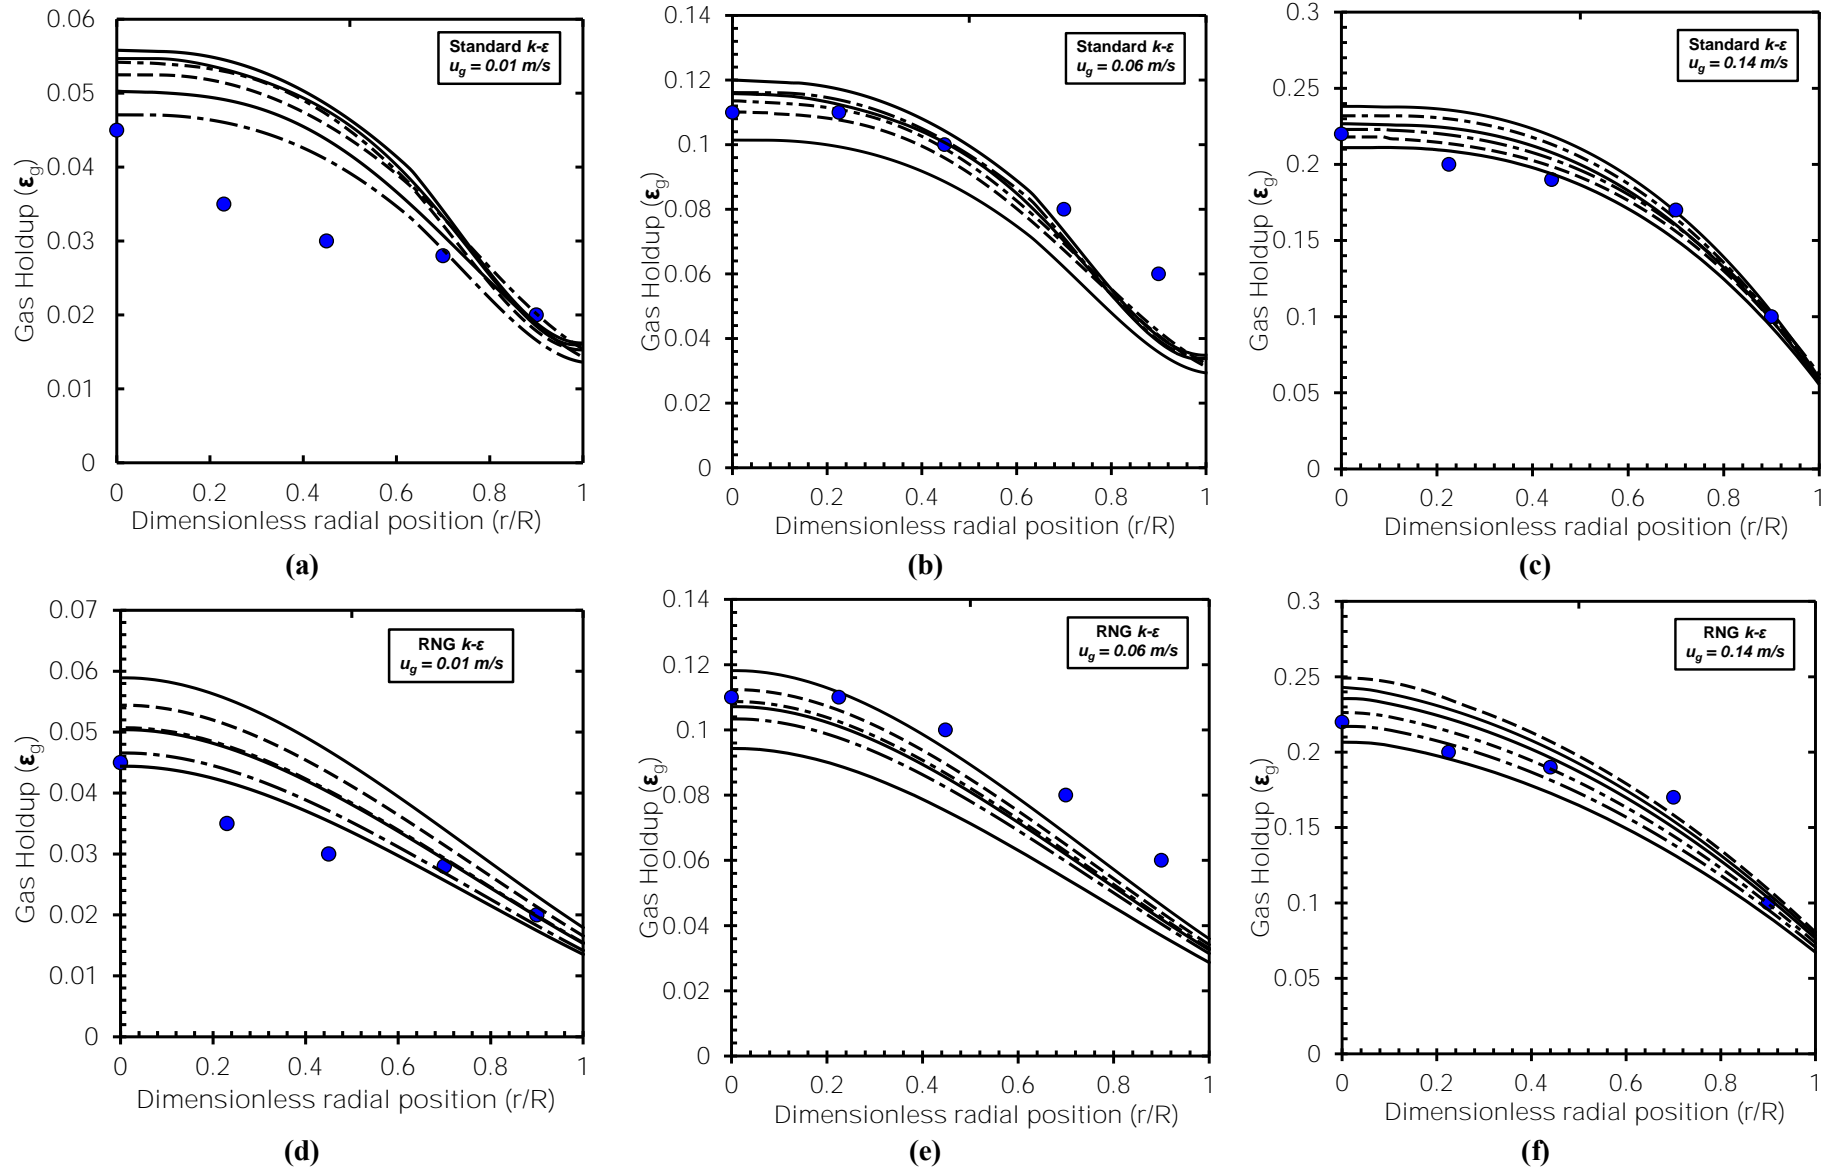 0.06
0.05
0.04
0.03
0.02
0.01
0
Gas Holdup (εg)
Standard k-ε
ug = 0.01 m/s
0 0.2 0.4 0.6 0.8 1
Dimensionless radial position (r/R)
(a)
0.14
0.12
0.1
0.08
0.06
0.04
0.02
0
Gas Holdup (εg)
Standard k-ε
ug = 0.06 m/s
0 0.2 0.4 0.6 0.8 1
Dimensionless radial position (r/R)
(b)
0.3
0.25
0.2
0.15
0.1
0.05
0
Gas Holdup (εg)
Standard k-ε
ug = 0.14 m/s
0 0.2 0.4 0.6 0.8 1
Dimensionless radial position (r/R)
(c)
0.07
0.06
0.05
0.04
0.03
0.02
0.01
0
Gas Holdup (εg)
RNG k-ε
ug = 0.01 m/s
0 0.2 0.4 0.6 0.8 1
Dimensionless radial position (r/R)
(d)
0.14
0.12
0.1
0.08
0.06
0.04
0.02
0
Gas Holdup (εg)
RNG k-ε
ug = 0.06 m/s
0 0.2 0.4 0.6 0.8 1
Dimensionless radial position (r/R)
(e)
0.3
0.25
0.2
0.15
0.1
0.05
0
Gas Holdup (εg)
RNG k-ε
ug = 0.14 m/s
0 0.2 0.4 0.6 0.8 1
Dimensionless radial position (r/R)
(f)